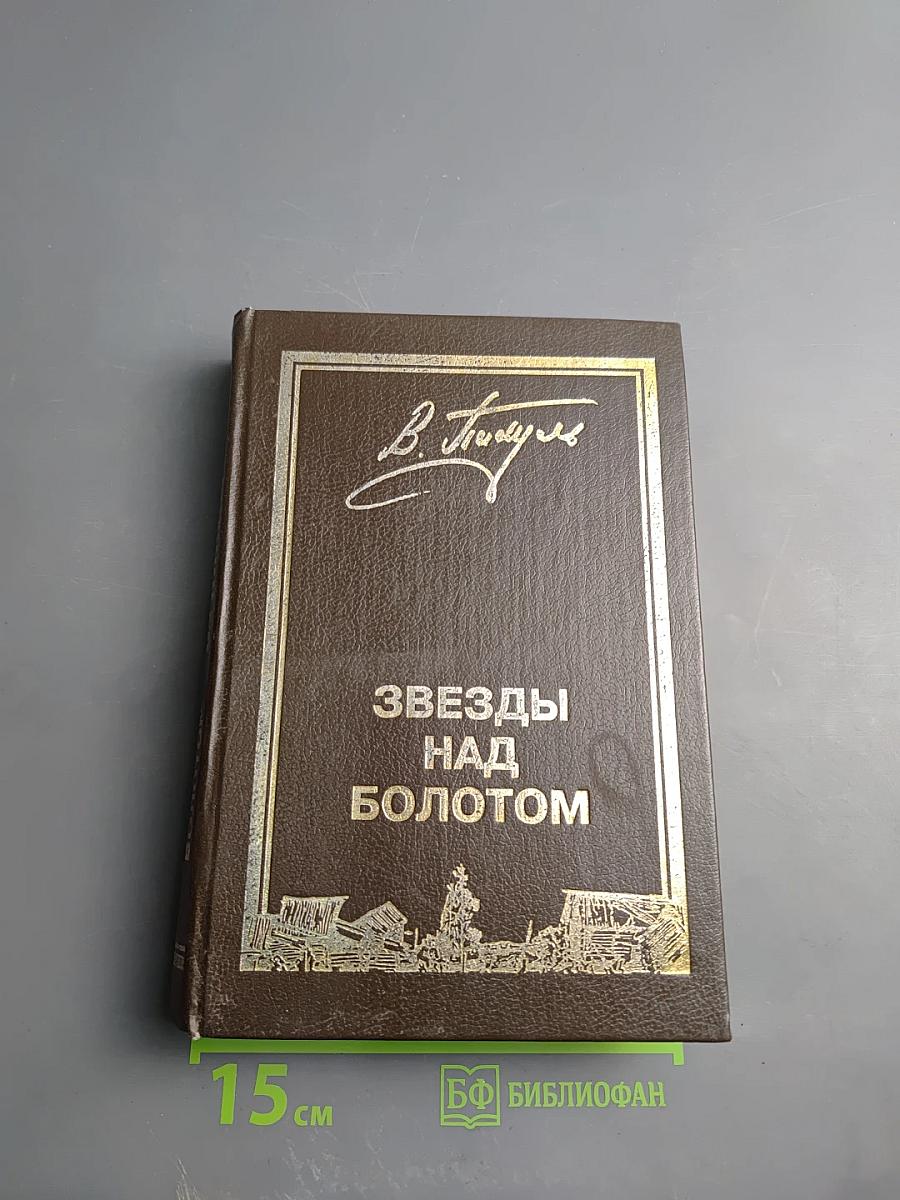 В. Пикуль
ЗВЕЗДЫ
НАД
БОЛОТОМ
15 см
БФ БИБЛИОФАН